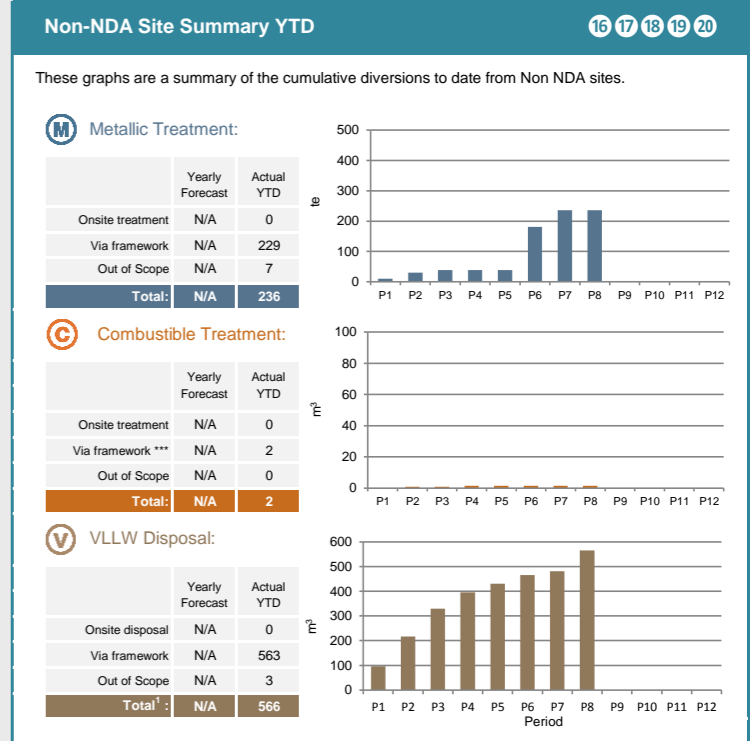 Non-NDA Site Summary YTD
16 17 18 19 20
These graphs are a summary of the cumulative diversions to date from Non NDA sites.
M Metallic Treatment:
Yearly Forecast Actual YTD
Onsite treatment N/A 0
Via framework N/A 229
Out of Scope N/A 7
Total: N/A 236
te
500
400
300
200
100
0
P1 P2 P3 P4 P5 P6 P7 P8 P9 P10 P11 P12
C Combustible Treatment:
Yearly Forecast Actual YTD
Onsite treatment N/A 0
Via framework *** N/A 2
Out of Scope N/A 0
Total: N/A 2
m³
100
80
60
40
20
0
P1 P2 P3 P4 P5 P6 P7 P8 P9 P10 P11 P12
V VLLW Disposal:
Yearly Forecast Actual YTD
Onsite disposal N/A 0
Via framework N/A 563
Out of Scope N/A 3
Total¹ : N/A 566
m³
600
500
400
300
200
100
0
P1 P2 P3 P4 P5 P6 P7 P8 P9 P10 P11 P12
Period